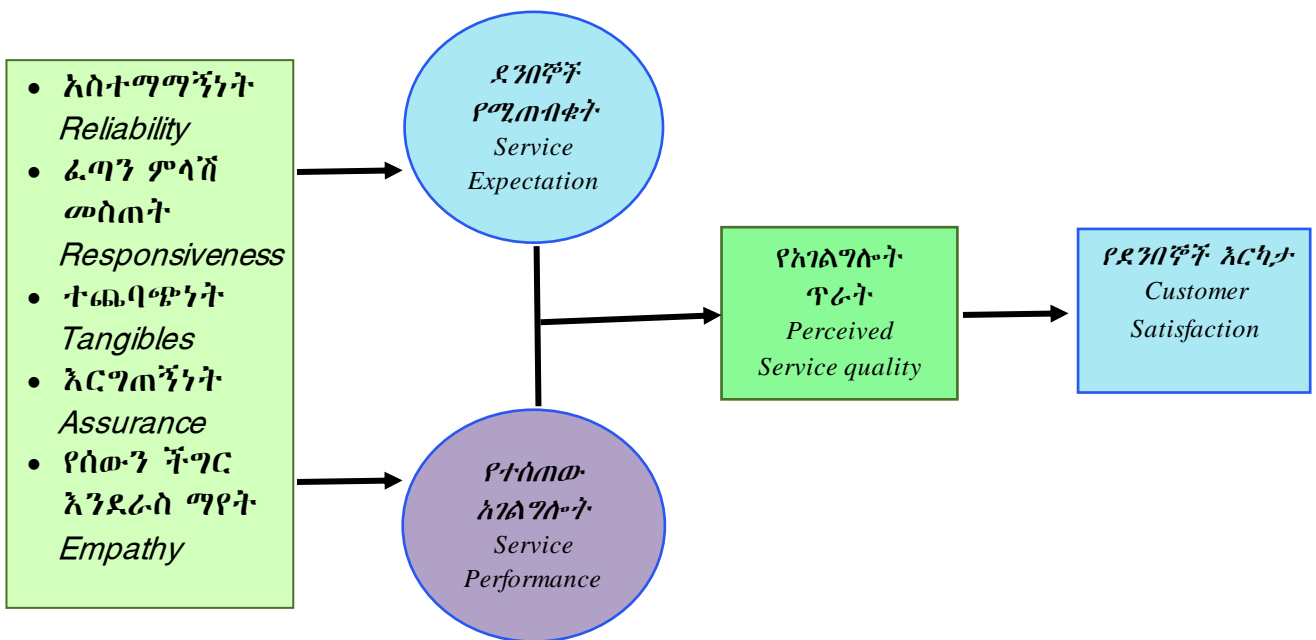 • አስተማማኝነት
Reliability
• ፈጣን ምላሽ
መስጠት
Responsiveness
• ተጨባጭነት
Tangibles
• እርግጠኝነት
Assurance
• የሰውን ችግር
እንደራስ ማየት
Empathy
ደንበኞች
የሚጠብቁት
Service
Expectation
የተሰጠው
አገልግሎት
Service
Performance
የአገልግሎት
ጥራት
Perceived
Service quality
የደንበኞች እርካታ
Customer
Satisfaction